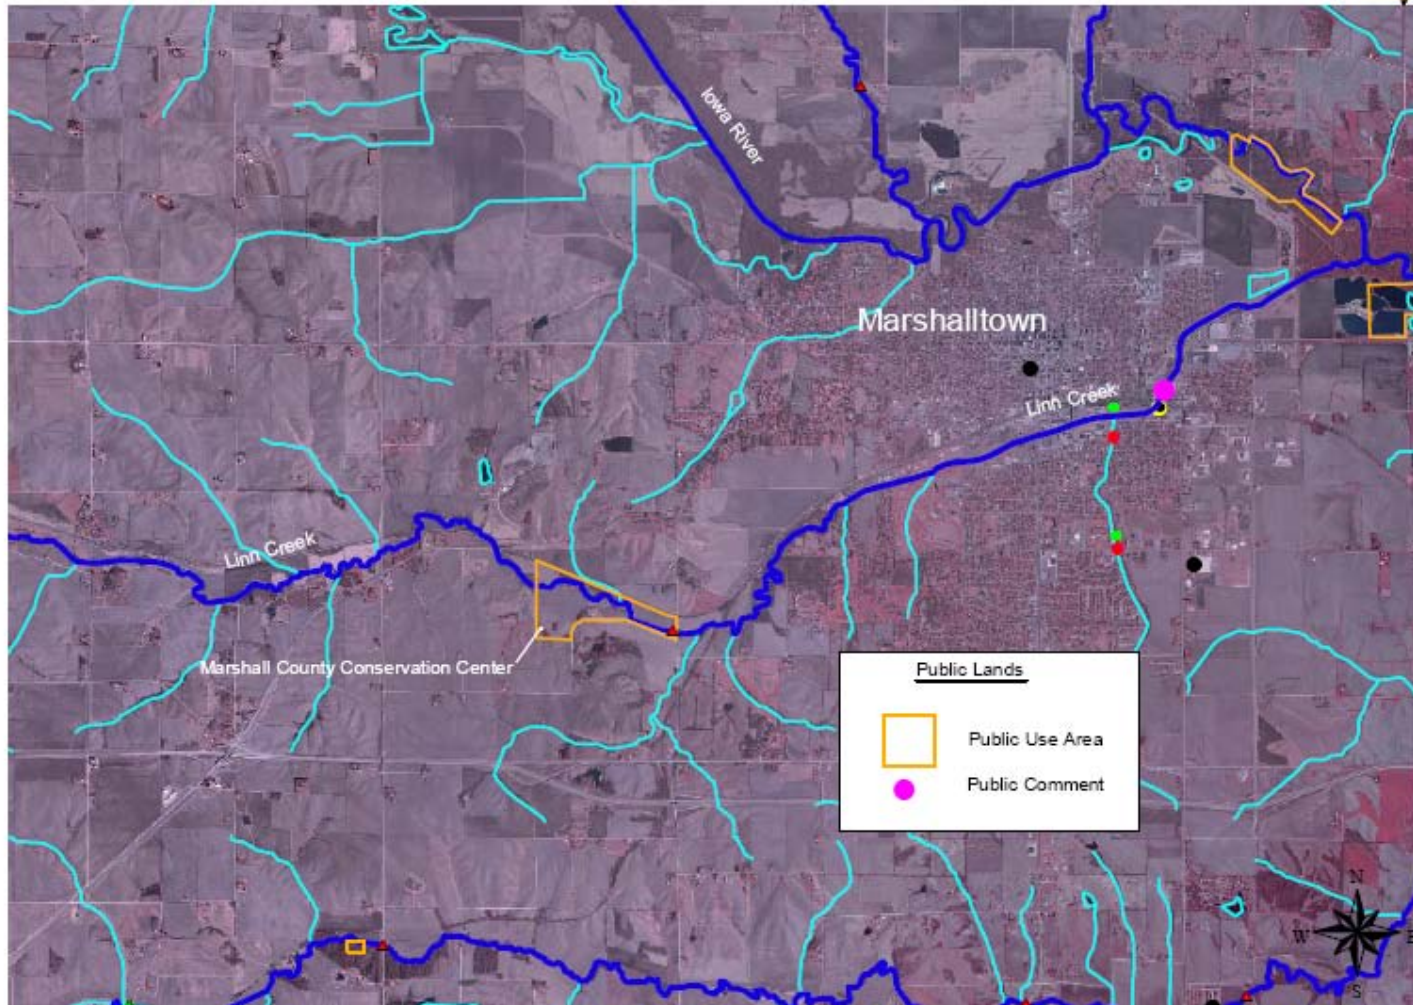 Iowa River
Marshalltown
Linn Creek
Linn Creek
Marshall County Conservation Center
Public Lands
Public Use Area
Public Comment
N
W
E
S